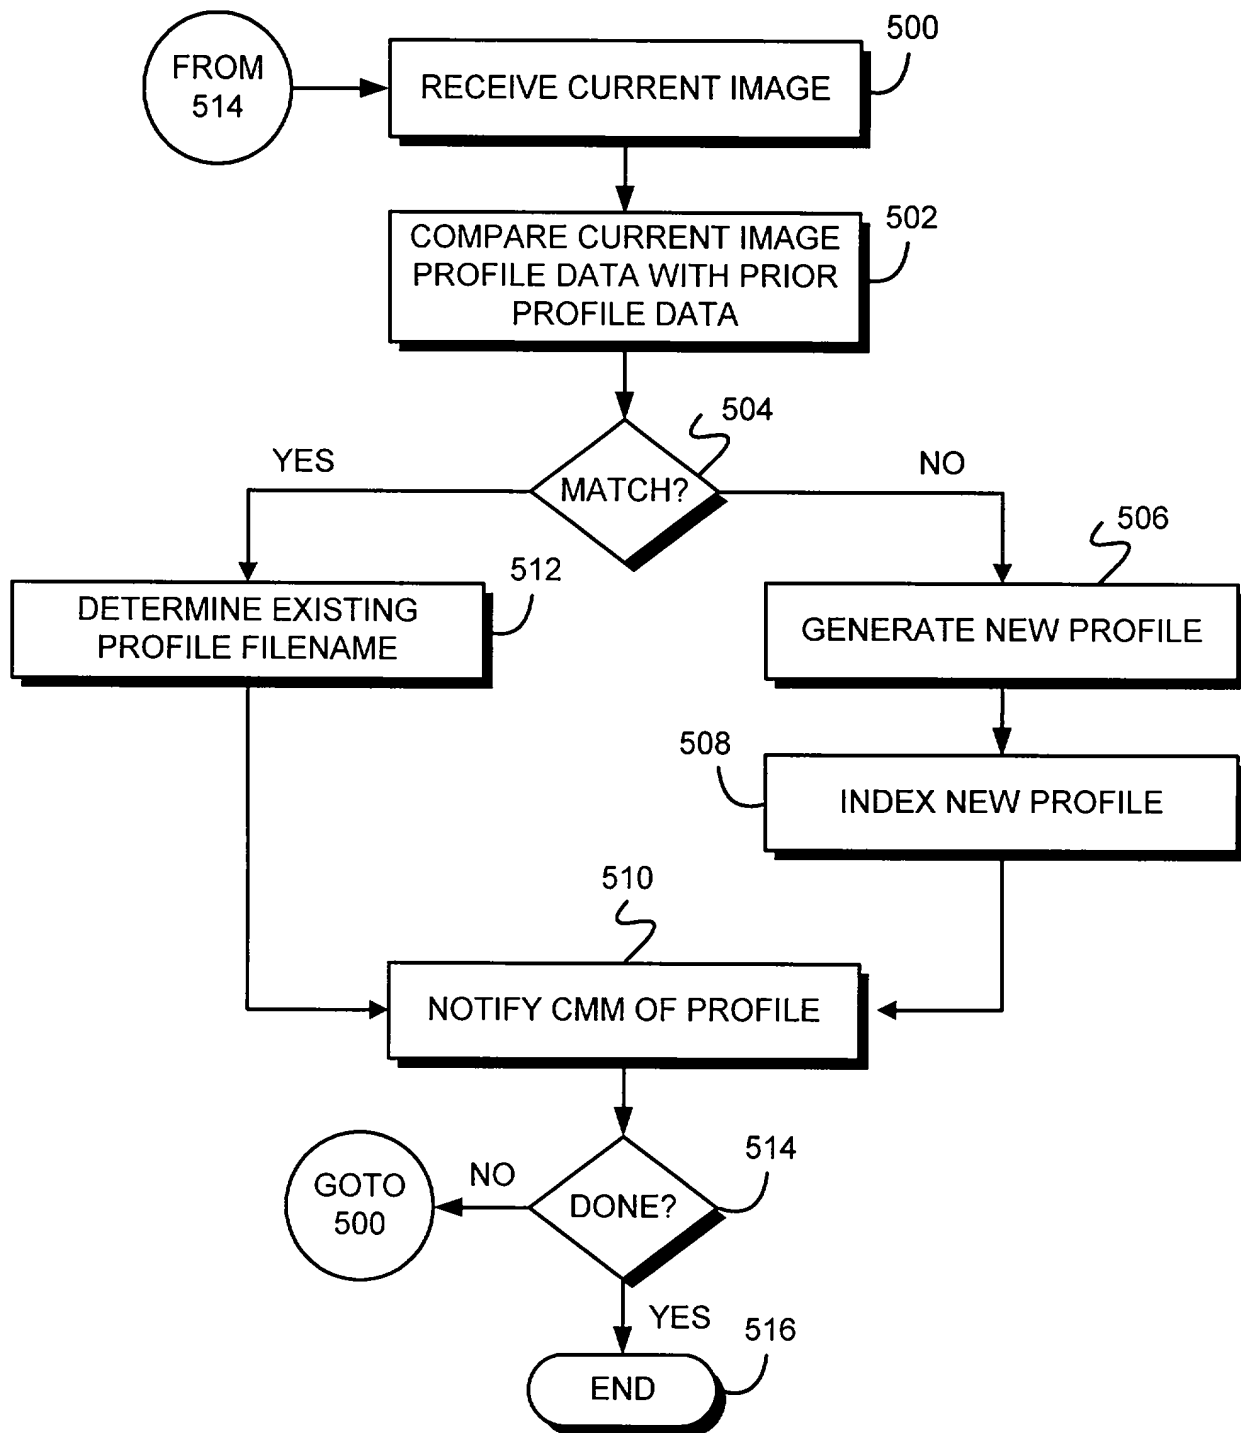 FROM
514
RECEIVE CURRENT IMAGE
500
COMPARE CURRENT IMAGE
PROFILE DATA WITH PRIOR
PROFILE DATA
502
MATCH?
504
YES
NO
DETERMINE EXISTING
PROFILE FILENAME
512
GENERATE NEW PROFILE
506
INDEX NEW PROFILE
508
NOTIFY CMM OF PROFILE
510
DONE?
514
NO
GOTO
500
YES
END
516